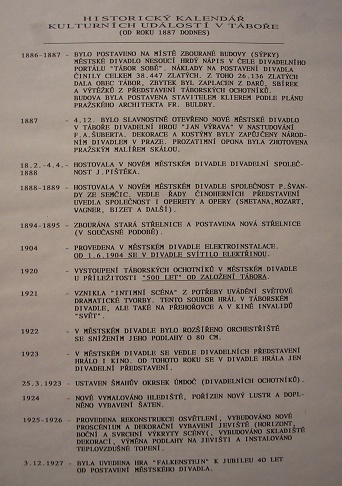 HISTORICKÝ KALENDÁŘ
KULTURNÍCH UDÁLOSTÍ V TÁBOŘE
(OD ROKU 1887 DODNES)
1886-1887 - BYLO POSTAVENO NA MÍSTĚ ZBOURANÉ BUDOVY (SÝPKY)
MĚSTSKÉ DIVADLO NESOUCÍ HRDÝ NÁPIS V ČELE DIVADELNÍHO
PORTÁLU "TÁBOR SOBĚ". NÁKLADY NA POSTAVENÍ DIVADLA
ČINILY CELKEM 38.447 ZLATÝCH. Z TOHO 26.136 ZLATÝCH
DALA OBEC TÁBOR, ZBYTEK BYL ZAPLACEN Z DARŮ, SBÍREK
A VÝTĚŽKŮ Z PŘEDSTAVENÍ TÁBORSKÝCH OCHOTNÍKŮ.
BUDOVA BYLA POSTAVENA STAVITELEM KLIEREM PODLE PLÁNU
PRAŽSKÉHO ARCHITEKTA FR. BULDRY.
1887 - 4.12. BYLO SLAVNOSTNĚ OTEVŘENO NOVÉ MĚSTSKÉ DIVADLO
V TÁBOŘE DIVADELNÍ HROU "JAN VÝRAVA" V NASTUDOVÁNÍ
P.A.ŠUBERTA. DEKORACE A KOSTÝMY BYLY ZAPŮJČENY NÁROD-
NÍM DIVADLEM V PRAZE. PROZATIMNÍ OPONA BYLA ZHOTOVENA
PRAŽSKÝM MALÍŘEM SKÁLOU.
18.2.-4.4.- HOSTOVALA V NOVÉM MĚSTSKÉM DIVADLE DIVADELNÍ SPOLEČ-
1888 NOST J.PIŠTĚKA.
1888-1889 - HOSTOVALA V NOVÉM MĚSTSKÉM DIVADLE SPOLEČNOST P.ŠVAN-
DY ZE SEMČIC. VEDLE ŘADY ČINOHERNÍCH PŘEDSTAVENÍ
UVEDLA SPOLEČNOST I OPERETY A OPERY (SMETANA,MOZART,
VAGNER, BIZET A DALŠÍ).
1894-1895 - ZBOURÁNA STARÁ STŘELNICE A POSTAVENA NOVÁ STŘELNICE
(V SOUČASNÉ PODOBĚ).
1904 - PROVEDENA V MĚSTSKÉM DIVADLE ELEKTROINSTALACE.
OD 1.6.1904 SE V DIVADLE SVÍTILO ELEKTŘINOU.
1920 - VYSTOUPENÍ TÁBORSKÝCH OCHOTNÍKŮ V MĚSTSKÉM DIVADLE
U PŘÍLEŽITOSTI "500 LET" OD ZALOŽENÍ TÁBORA.
1921 - VZNIKLA "INTIMNÍ SCÉNA" Z POTŘEBY UVÁDĚNÍ SVĚTOVÉ
DRAMATICKÉ TVORBY. TENTO SOUBOR HRÁL V TÁBORSKÉM
DIVADLE, ALE TAKÉ NA PŘEHOŘOVCE A V KINĚ INVALIDŮ
"SVĚT".
1922 - V MĚSTSKÉM DIVADLE BYLO ROZŠÍŘENO ORCHESTŘIŠTĚ
SE SNÍŽENÍM JEHO PODLAHY O 80 CM.
1923 - V MĚSTSKÉM DIVADLE SE VEDLE DIVADELNÍCH PŘEDSTAVENÍ
HRÁLO I KINO. OD TOHOTO ROKU SE V DIVADLE HRÁLA JEN
DIVADELNÍ PŘEDSTAVENÍ.
25.3.1923 - USTAVEN ŠMAHŮV OKRSEK ÚMDOČ (DIVADELNÍCH OCHOTNÍKŮ).
1924 - NOVĚ VYMALOVÁNO HLEDIŠTĚ, POŘÍZEN NOVÝ LUSTR A DOPL-
NĚNO VYBAVENÍ ŠATEN.
1925-1926 - PROVEDENA REKONSTRUKCE OSVĚTLENÍ, VYBUDOVÁNO NOVÉ
PROSCÉNIUM A DEKORAČNÍ VYBAVENÍ JEVIŠTĚ (HORIZONT,
BOČNÍ A SVRCHNÍ VÝKRYTY SCÉNY), VYBUDOVÁNO SKLADIŠTĚ
DEKORACÍ, VÝMĚNA PODLAHY NA JEVIŠTI A INSTALOVÁNO
TEPLOVZDUŠNÉ TOPENÍ.
3.12.1927 - BYLA UVEDENA HRA "FALKENŠTEJN" K JUBILEU 40 LET
OD POSTAVENÍ MĚSTSKÉHO DIVADLA.